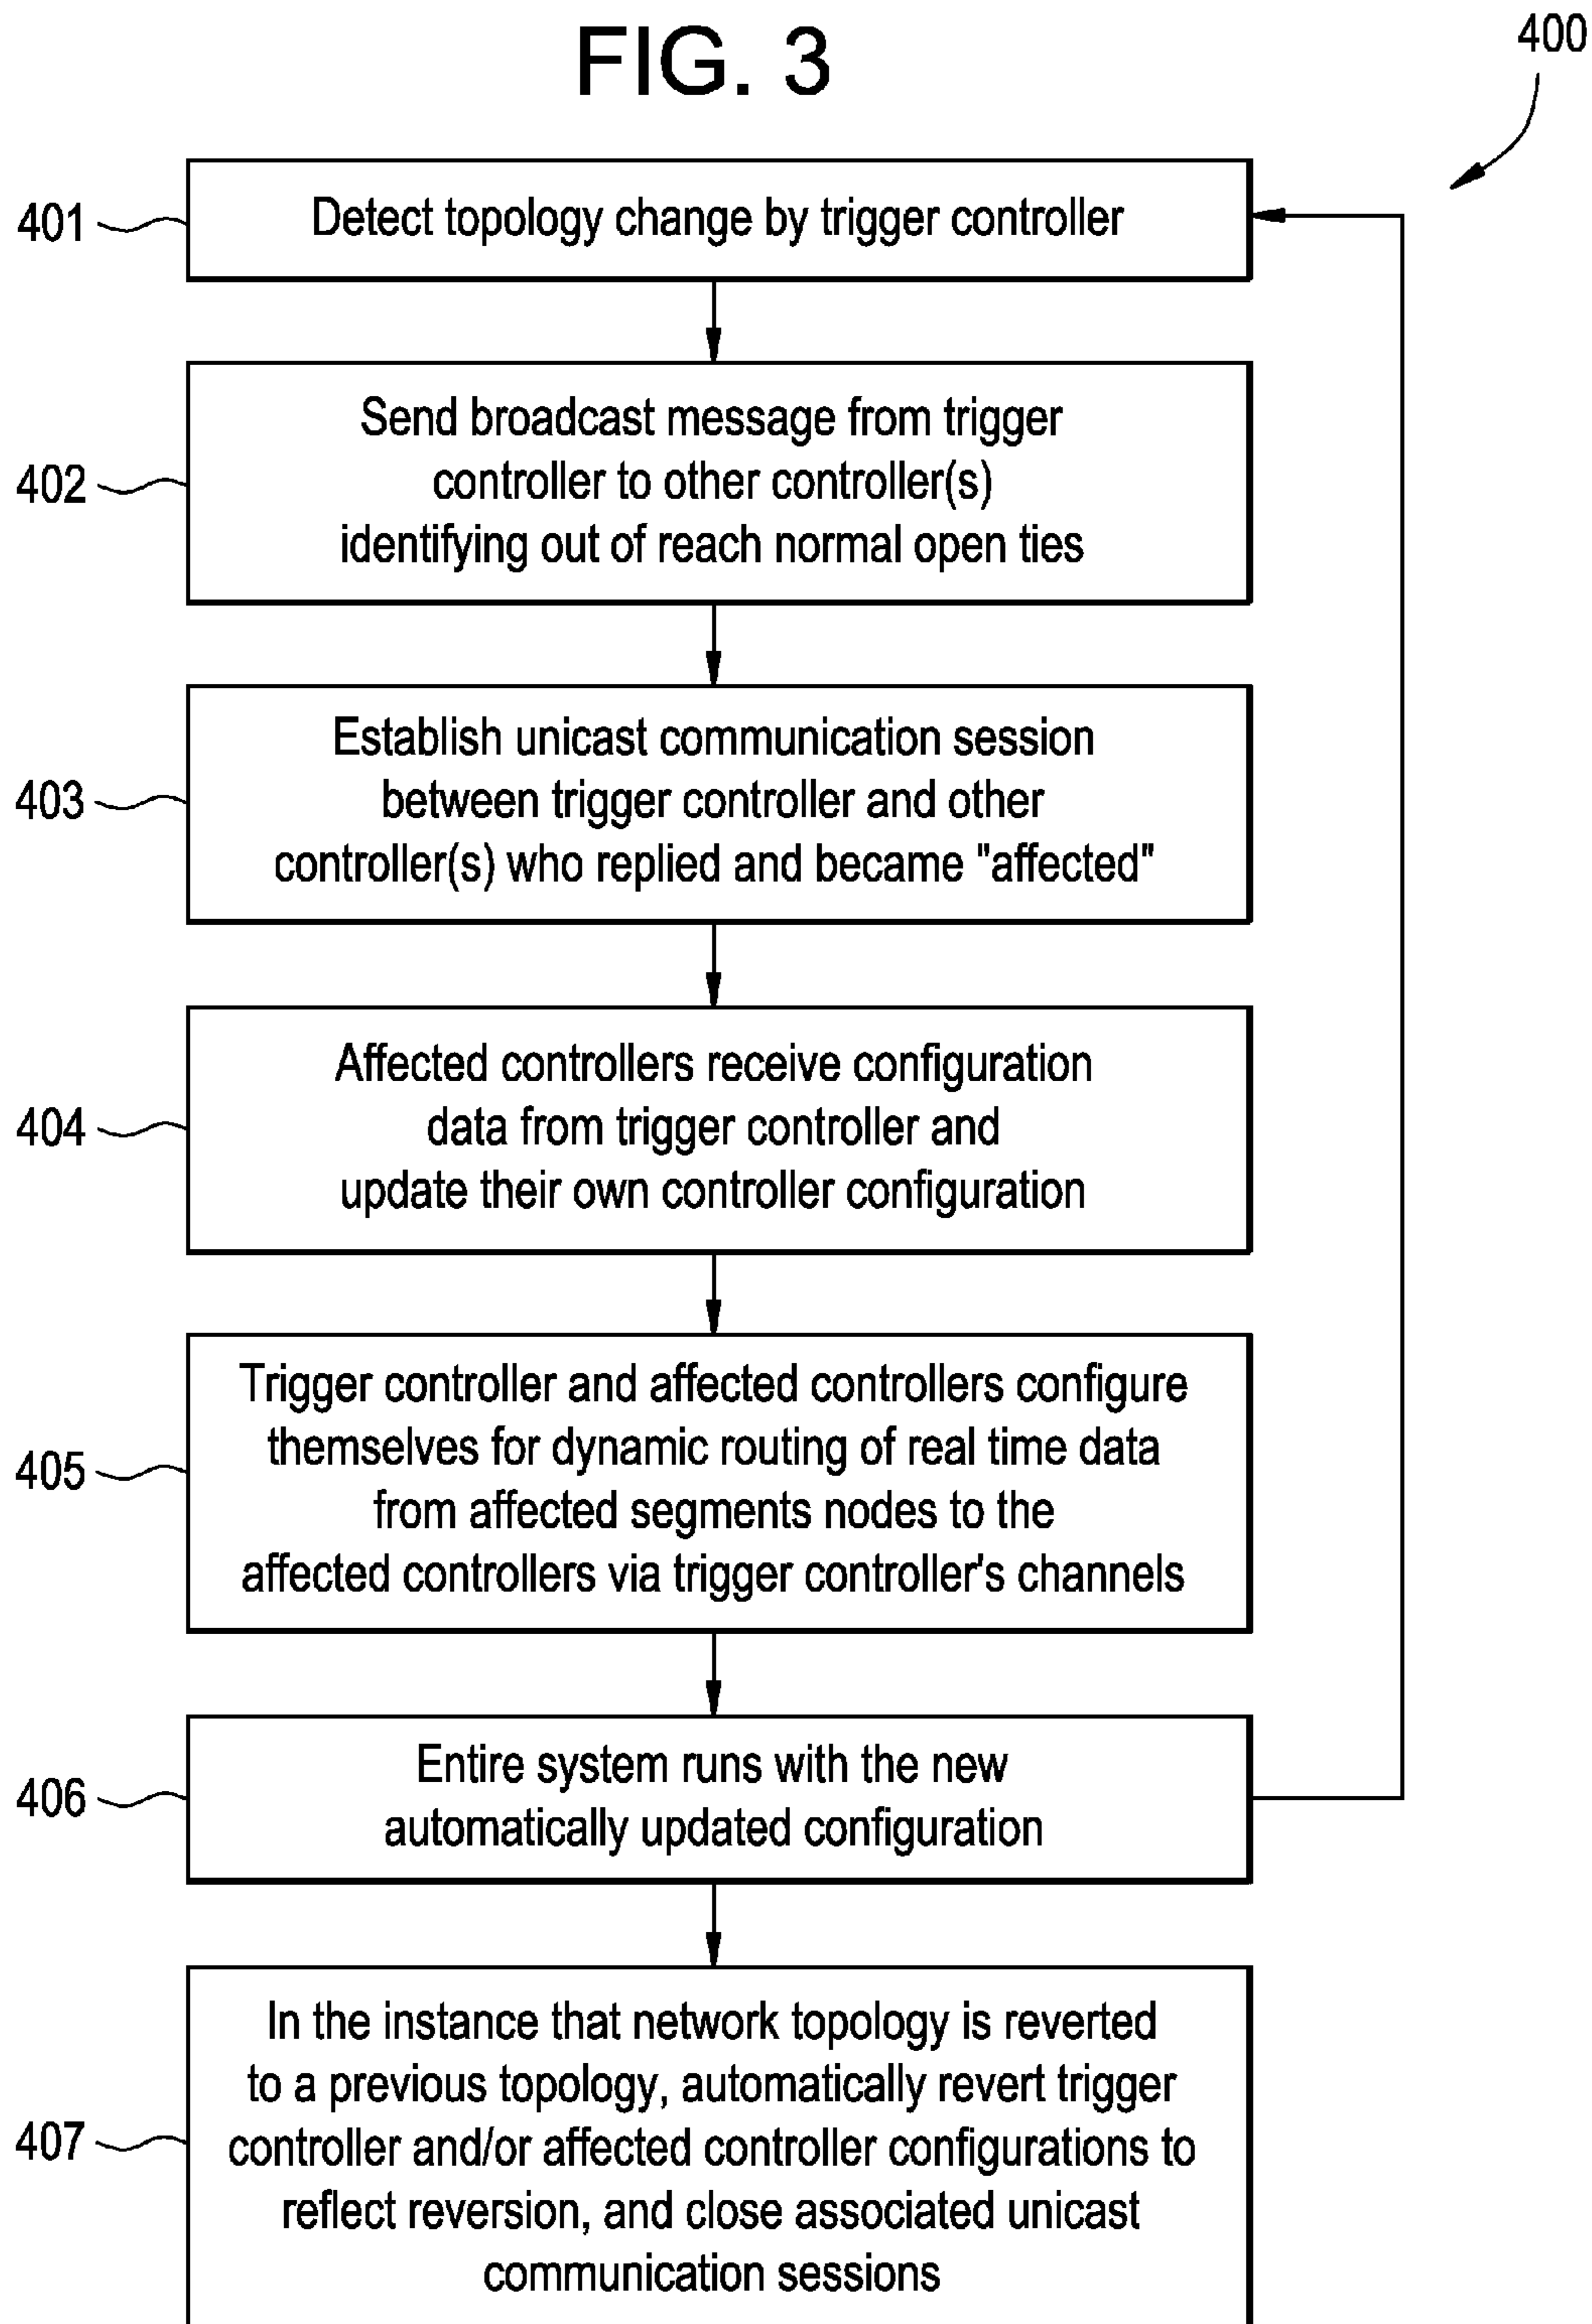 FIG. 3
400
401
Detect topology change by trigger controller
402
Send broadcast message from trigger
controller to other controller(s)
identifying out of reach normal open ties
403
Establish unicast communication session
between trigger controller and other
controller(s) who replied and became "affected"
404
Affected controllers receive configuration
data from trigger controller and
update their own controller configuration
405
Trigger controller and affected controllers configure
themselves for dynamic routing of real time data
from affected segments nodes to the
affected controllers via trigger controller's channels
406
Entire system runs with the new
automatically updated configuration
407
In the instance that network topology is reverted
to a previous topology, automatically revert trigger
controller and/or affected controller configurations to
reflect reversion, and close associated unicast
communication sessions